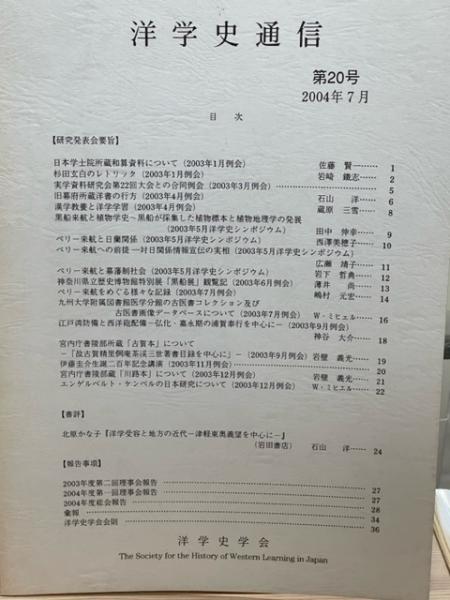 洋学史通信
第20号
2004年7月
目 次
【研究発表会要旨】
日本学士院所蔵和算資料について（2003年1月例会） 佐藤 賢一…… 1
杉田玄白のレトリック（2003年1月例会） 岩崎 鐵志…… 2
実学資料研究会第22回大会との合同例会（2003年3月例会）…… 5
旧幕府所蔵洋書の行方（2003年4月例会） 石山 洋…… 6
漢学教養と洋学学習（2003年4月例会） 蔵原 三雪…… 8
黒船来航と植物学史～黒船が採集した植物標本と植物地理学の発展
（2003年5月洋学史シンポジウム） 田中 伸幸…… 9
ペリー来航と日蘭関係（2003年5月洋学史シンポジウム） 西澤美穂子…… 10
ペリー来航への前徒－対日関係情報宣伝の実相（2003年5月洋学史シンポジウム）
広瀬 靖子…… 11
ペリー来航と幕藩制社会（2003年5月洋学史シンポジウム） 岩下 哲典…… 12
神奈川県立歴史博物館特別展「黒船展」観覧記（2003年6月例会） 薄井 尚…… 13
ペリー来航をめぐる様々な記録（2003年7月例会） 嶋村 元宏…… 14
九州大学附属図書館医学分館の古医書コレクション及び
古医書画像データベースについて（2003年7月例会） W・ミヒエル…… 16
江戸湾防備と西洋砲配備－弘化・嘉永期の浦賀奉行を中心に－（2003年9月例会）
神谷 大介…… 18
宮内庁書陵部所蔵「古賀本」について
－「故古賀精里侗庵茶渓三世著書目録を中心に」－（2003年9月例会） 岩壁 義光…… 19
伊藤圭介生誕二百年記念講演（2003年11月例会）…… 20
宮内庁書陵部蔵「川路本」について（2003年12月例会） 岩壁 義光…… 21
エンゲルベルト・ケンペルの日本研究について（2003年12月例会） W・ミヒエル…… 22
【書評】
北原かな子『洋学受容と地方の近代－津軽東奥義塾を中心に－』
（岩田書店） 石山 洋…… 24
【報告事項】
2003年度第二回理事会報告…… 27
2004年度第一回理事会報告…… 27
2004年度総会報告…… 28
彙報…… 34
洋学史学会会則…… 36
洋学史学会
The Society for the History of Western Learning in Japan